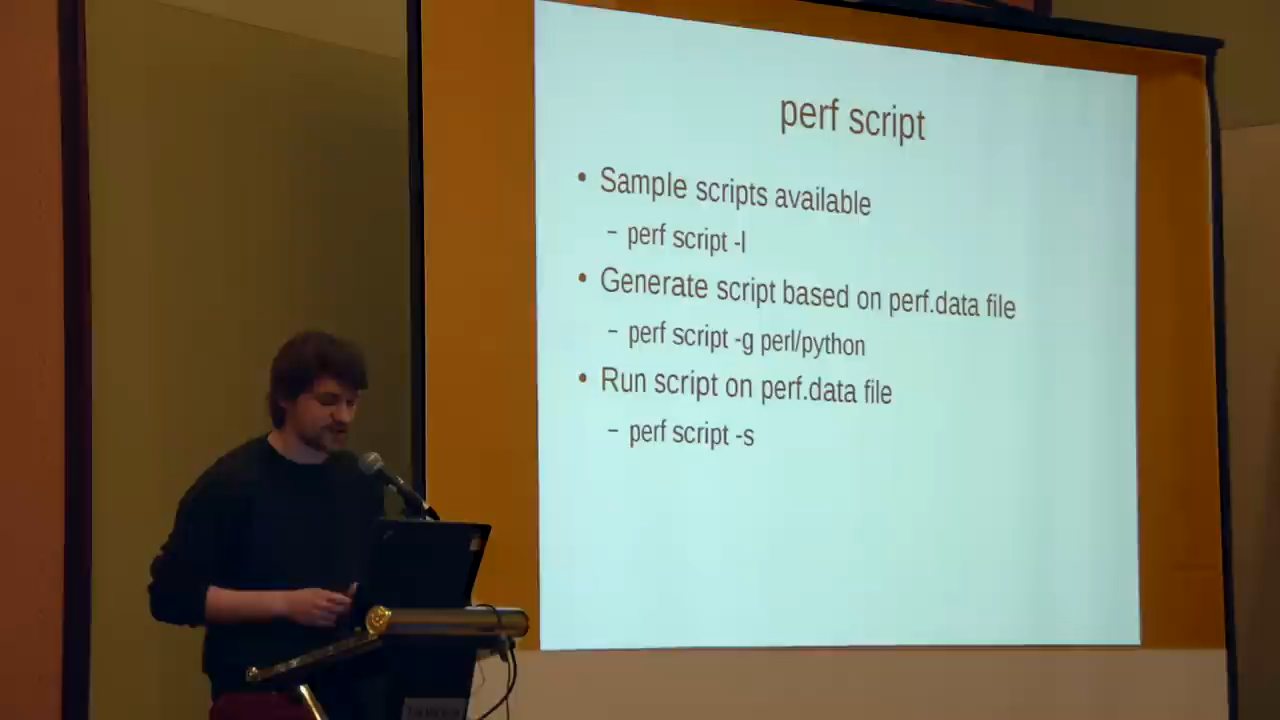 perf script
• Sample scripts available
– perf script -l
• Generate script based on perf.data file
– perf script -g perl/python
• Run script on perf.data file
– perf script -s